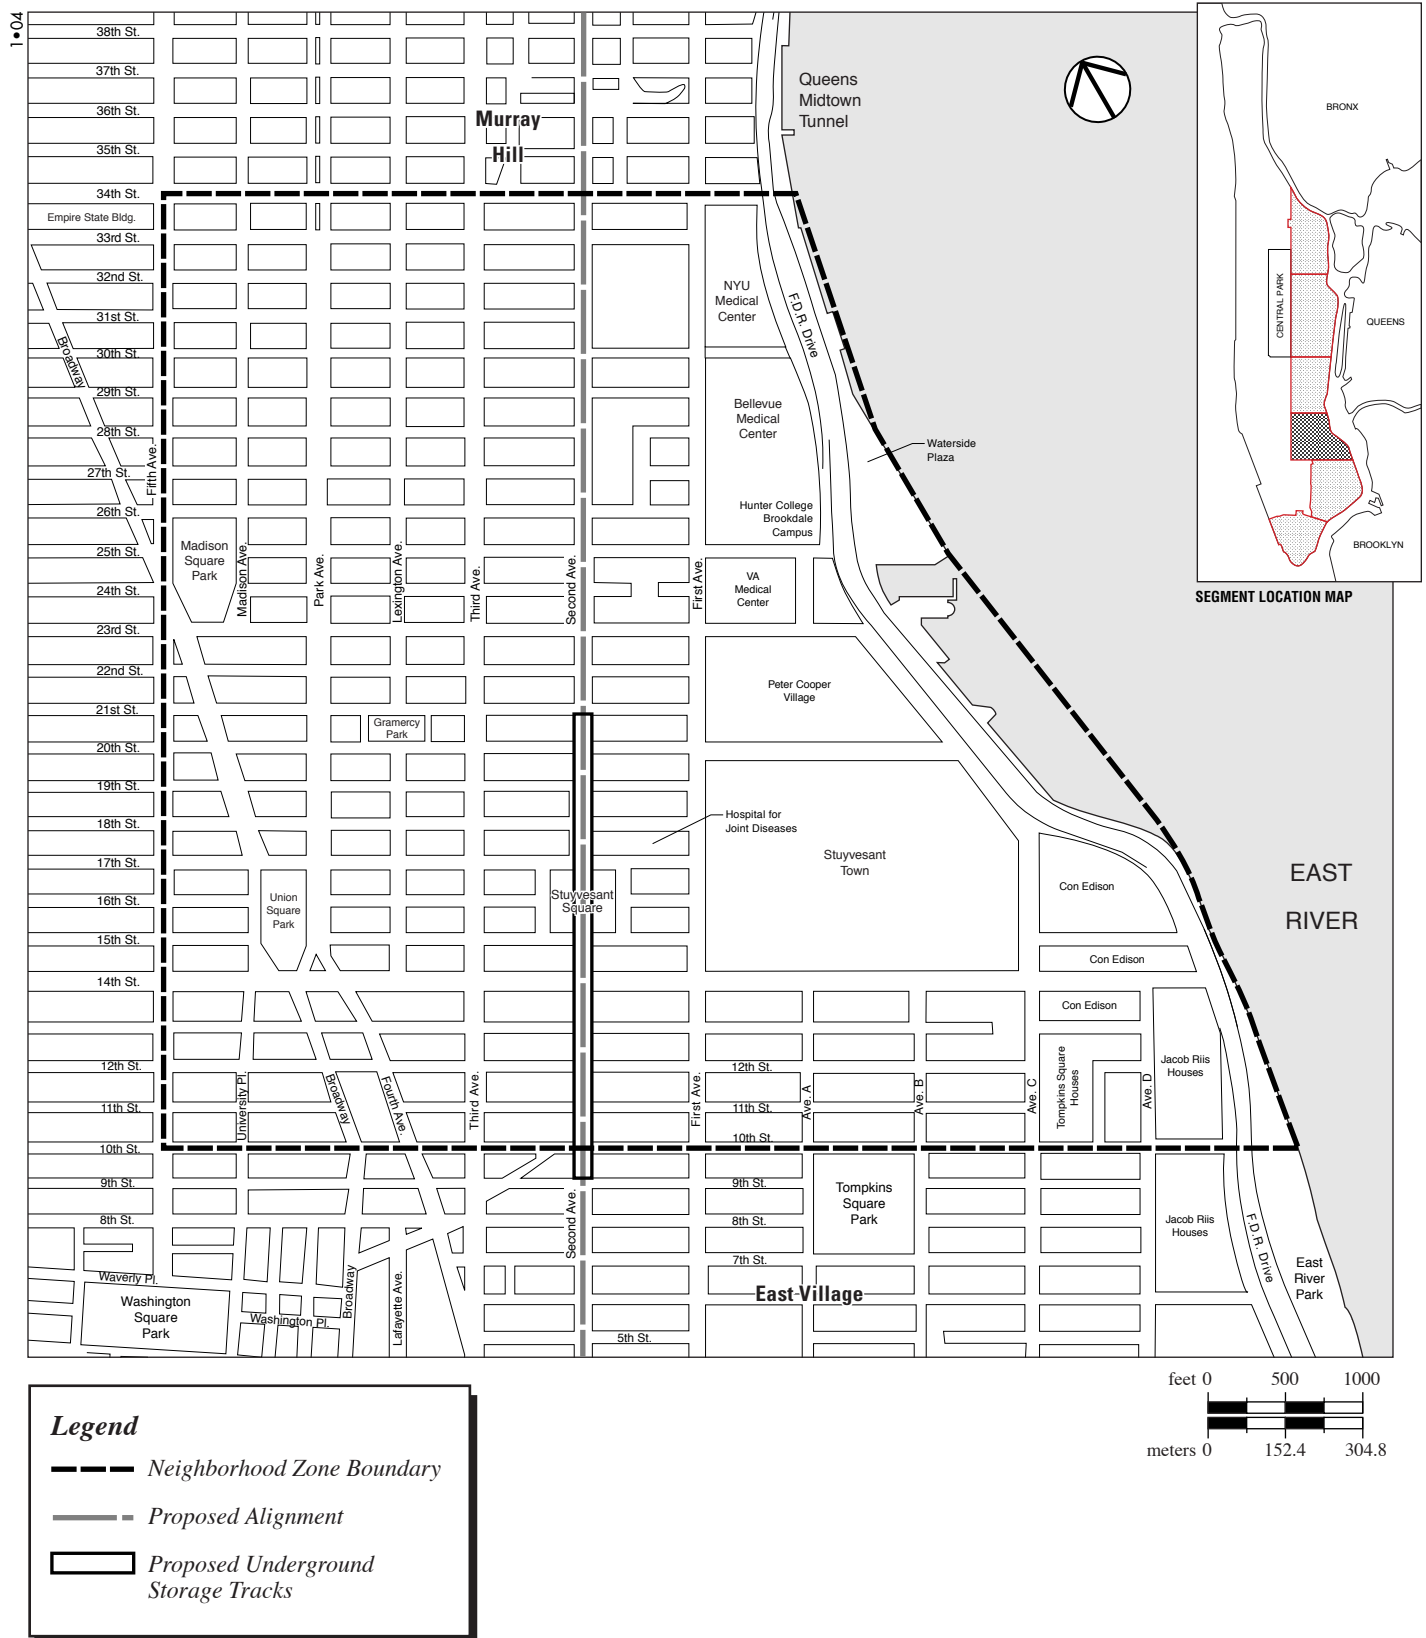 1•04
38th St.
37th St.
36th St.
35th St.
34th St.
Empire State Bldg.
33rd St.
32nd St.
31st St.
30th St.
29th St.
28th St.
27th St.
26th St.
25th St.
24th St.
23rd St.
22nd St.
21st St.
20th St.
19th St.
18th St.
17th St.
16th St.
15th St.
14th St.
12th St.
11th St.
10th St.
9th St.
8th St.
Waverly Pl.
Washington
Square
Park
Washington Pl.
Broadway
Fifth Ave.
Murray
Hill
Queens
Midtown
Tunnel
NYU
Medical
Center
F.D.R. Drive
Bellevue
Medical
Center
Waterside
Plaza
Hunter College
Brookdale
Campus
Madison
Square
Park
Madison Ave.
Park Ave.
Lexington Ave.
Third Ave.
Second Ave.
First Ave.
VA
Medical
Center
Peter Cooper
Village
Gramercy
Park
Hospital for
Joint Diseases
Stuyvesant
Town
Union
Square
Park
Stuyvesant
Square
Con Edison
Con Edison
Con Edison
EAST
RIVER
University Pl.
Broadway
Fourth Ave.
Third Ave.
First Ave.
12th St.
11th St.
10th St.
Ave. A
Ave. B
Ave. C
Tompkins Square
Houses
Ave. D
Jacob Riis
Houses
9th St.
8th St.
7th St.
5th St.
Second Ave.
Broadway
Lafayette Ave.
Tompkins
Square
Park
East Village
Jacob Riis
Houses
F.D.R. Drive
East
River
Park
BRONX
CENTRAL PARK
QUEENS
BROOKLYN
SEGMENT LOCATION MAP
feet 0 500 1000
meters 0 152.4 304.8
Legend
Neighborhood Zone Boundary
Proposed Alignment
Proposed Underground
Storage Tracks